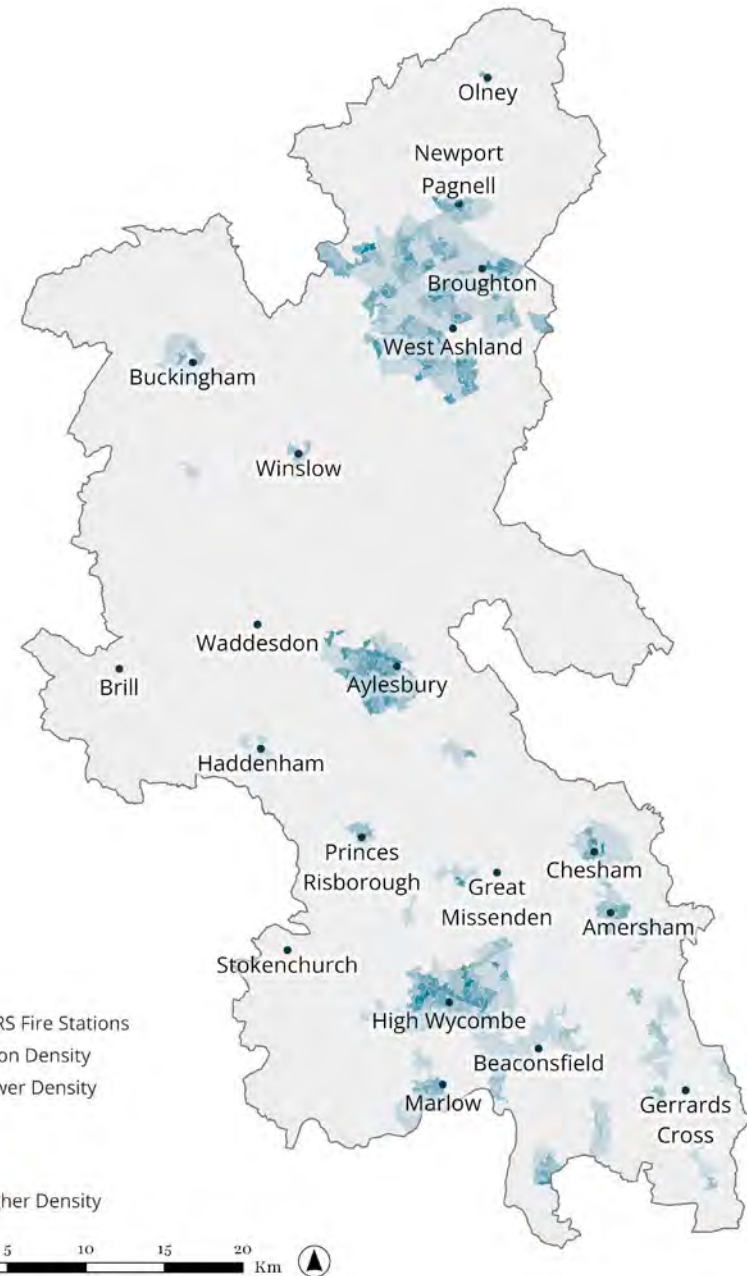 Olney
Newport
Pagnell
Broughton
West Ashland
Buckingham
Winslow
Waddesdon
Brill
Aylesbury
Haddenham
Princes
Risborough
Great
Missenden
Chesham
Amersham
Stokenchurch
High Wycombe
Beaconsfield
Marlow
Gerrards
Cross
RS Fire Stations
on Density
wer Density
her Density
5 10 15 20
Km